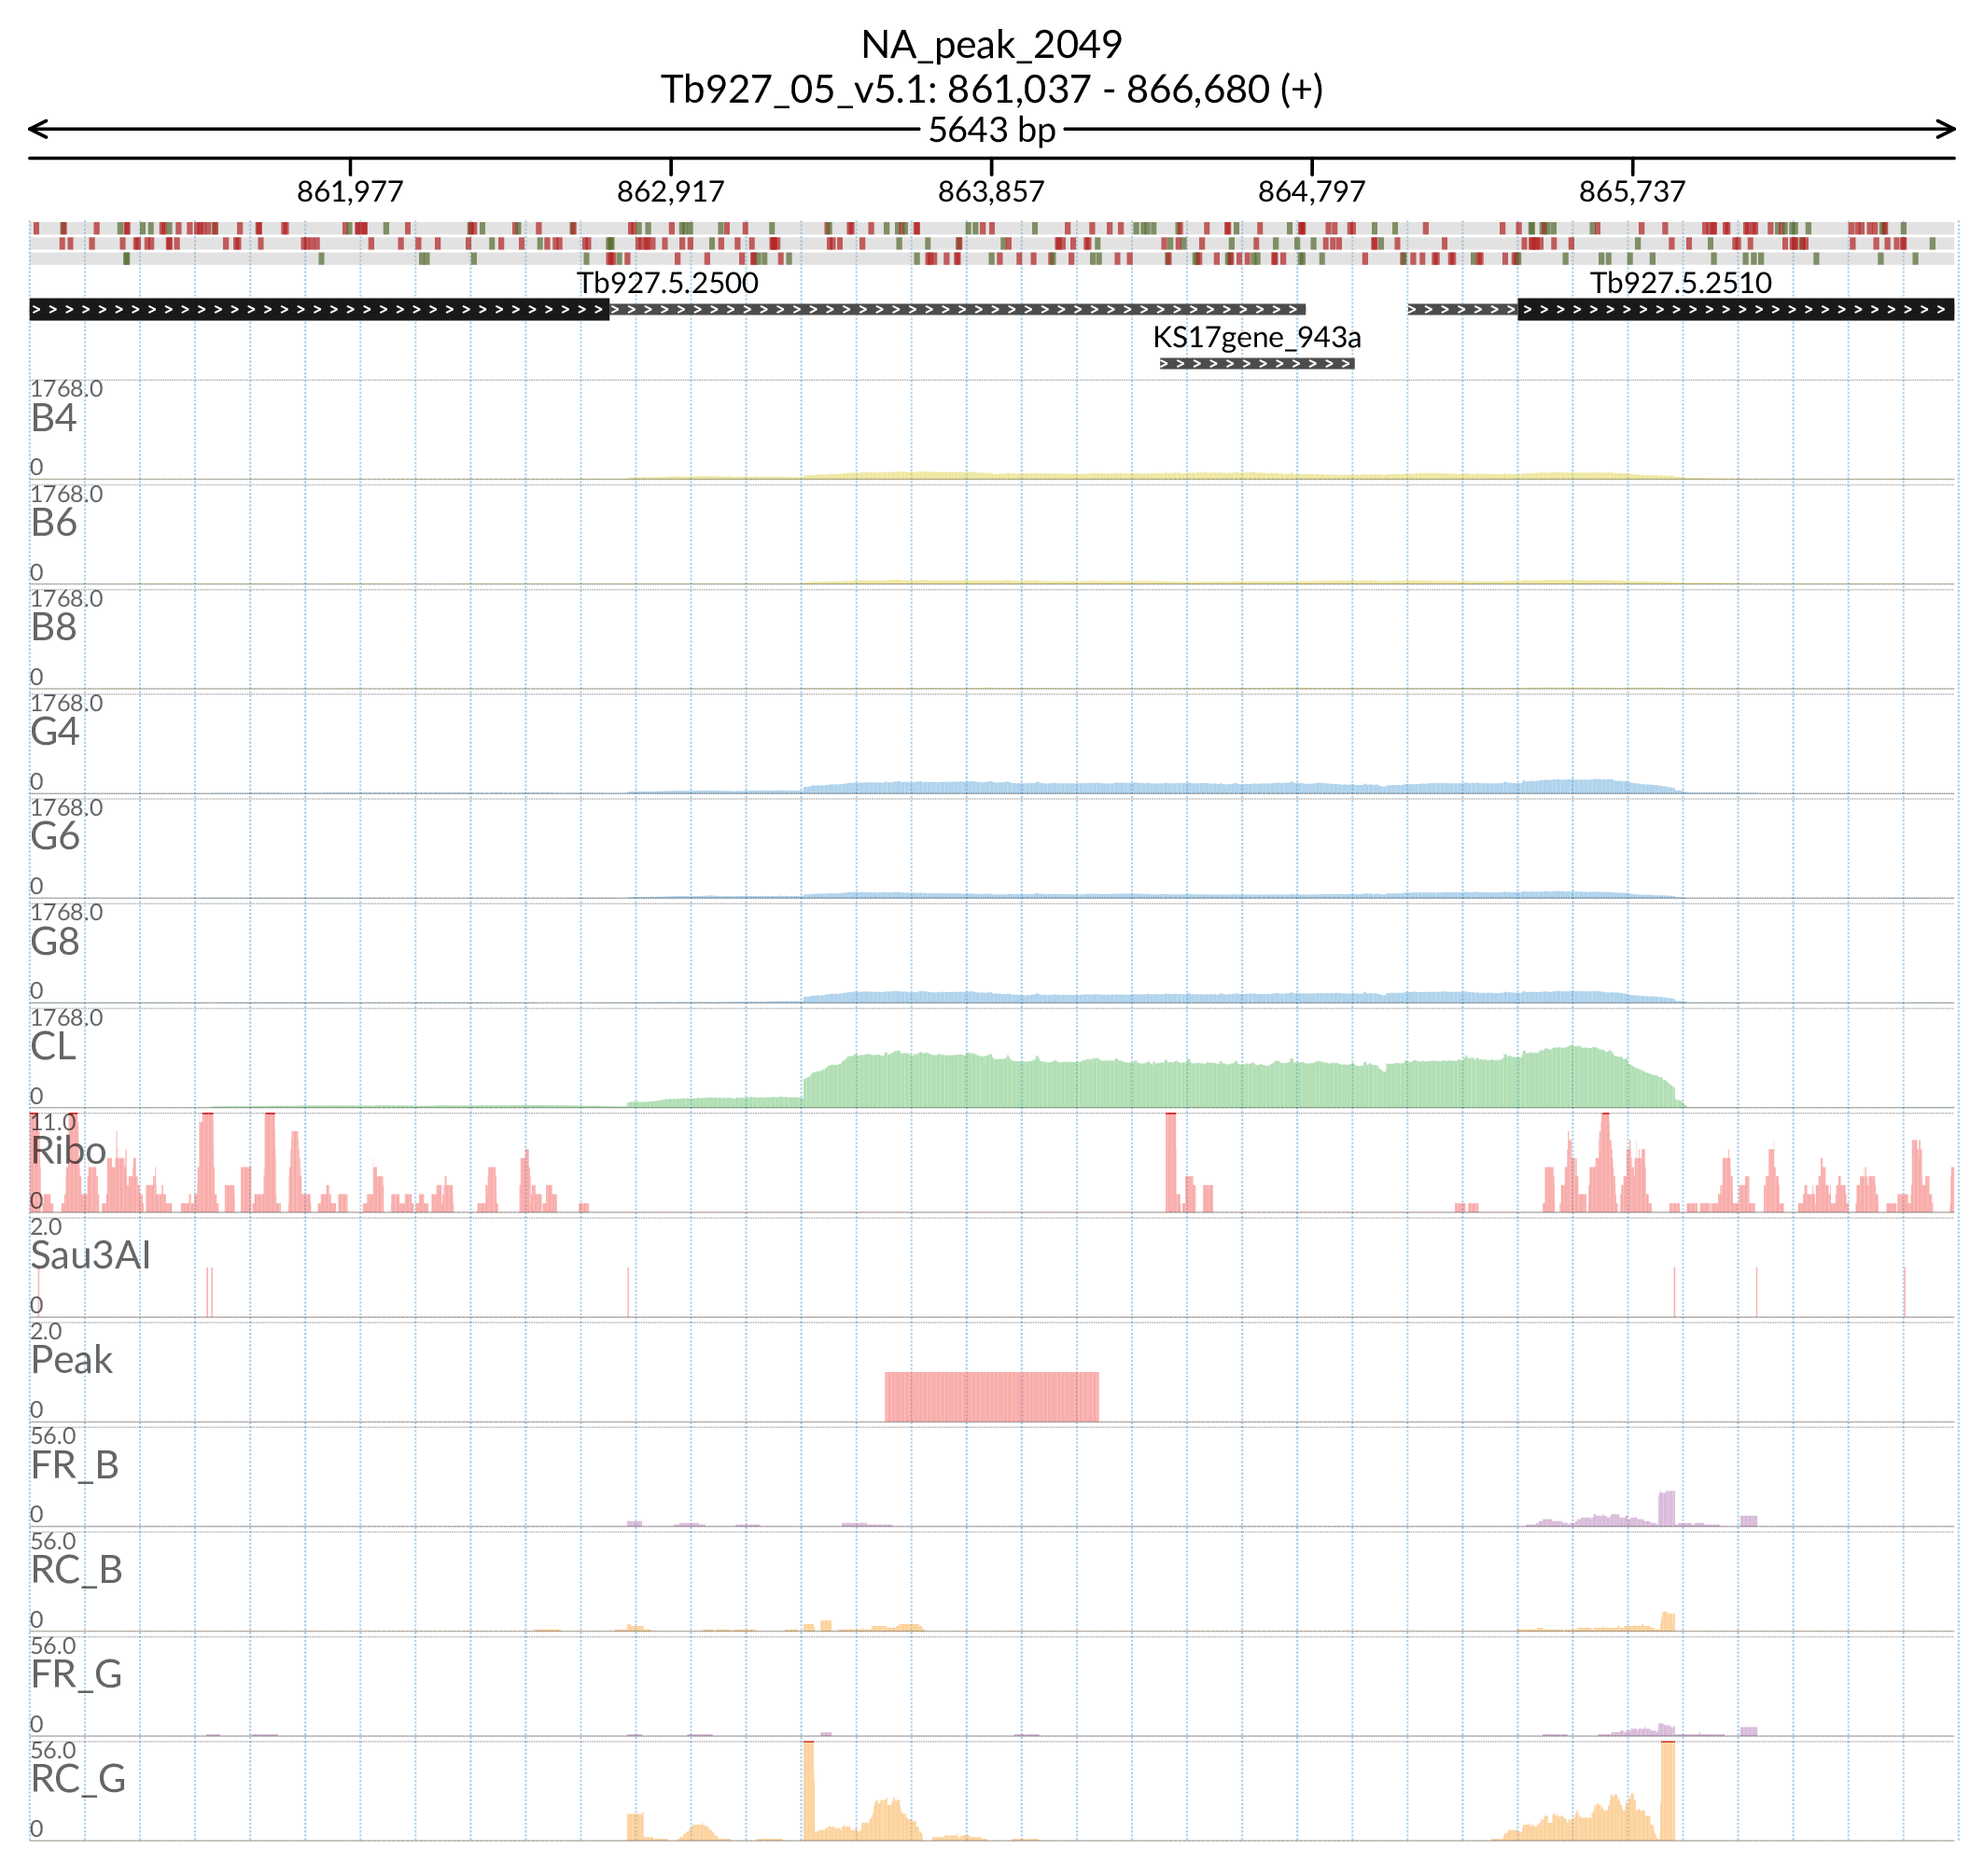 NA_peak_2049
Tb927_05_v5.1: 861,037 - 866,680 (+)
5643 bp
861,977 862,917 863,857 864,797 865,737
Tb927.5.2500 Tb927.5.2510
KS17gene_943a
1768.0
B4
0
1768.0
B6
0
1768.0
B8
0
1768.0
G4
0
1768.0
G6
0
1768.0
G8
0
1768.0
CL
0
11.0
Ribo
0
2.0
Sau3AI
0
2.0
Peak
0
56.0
FR_B
0
56.0
RC_B
0
56.0
FR_G
0
56.0
RC_G
0